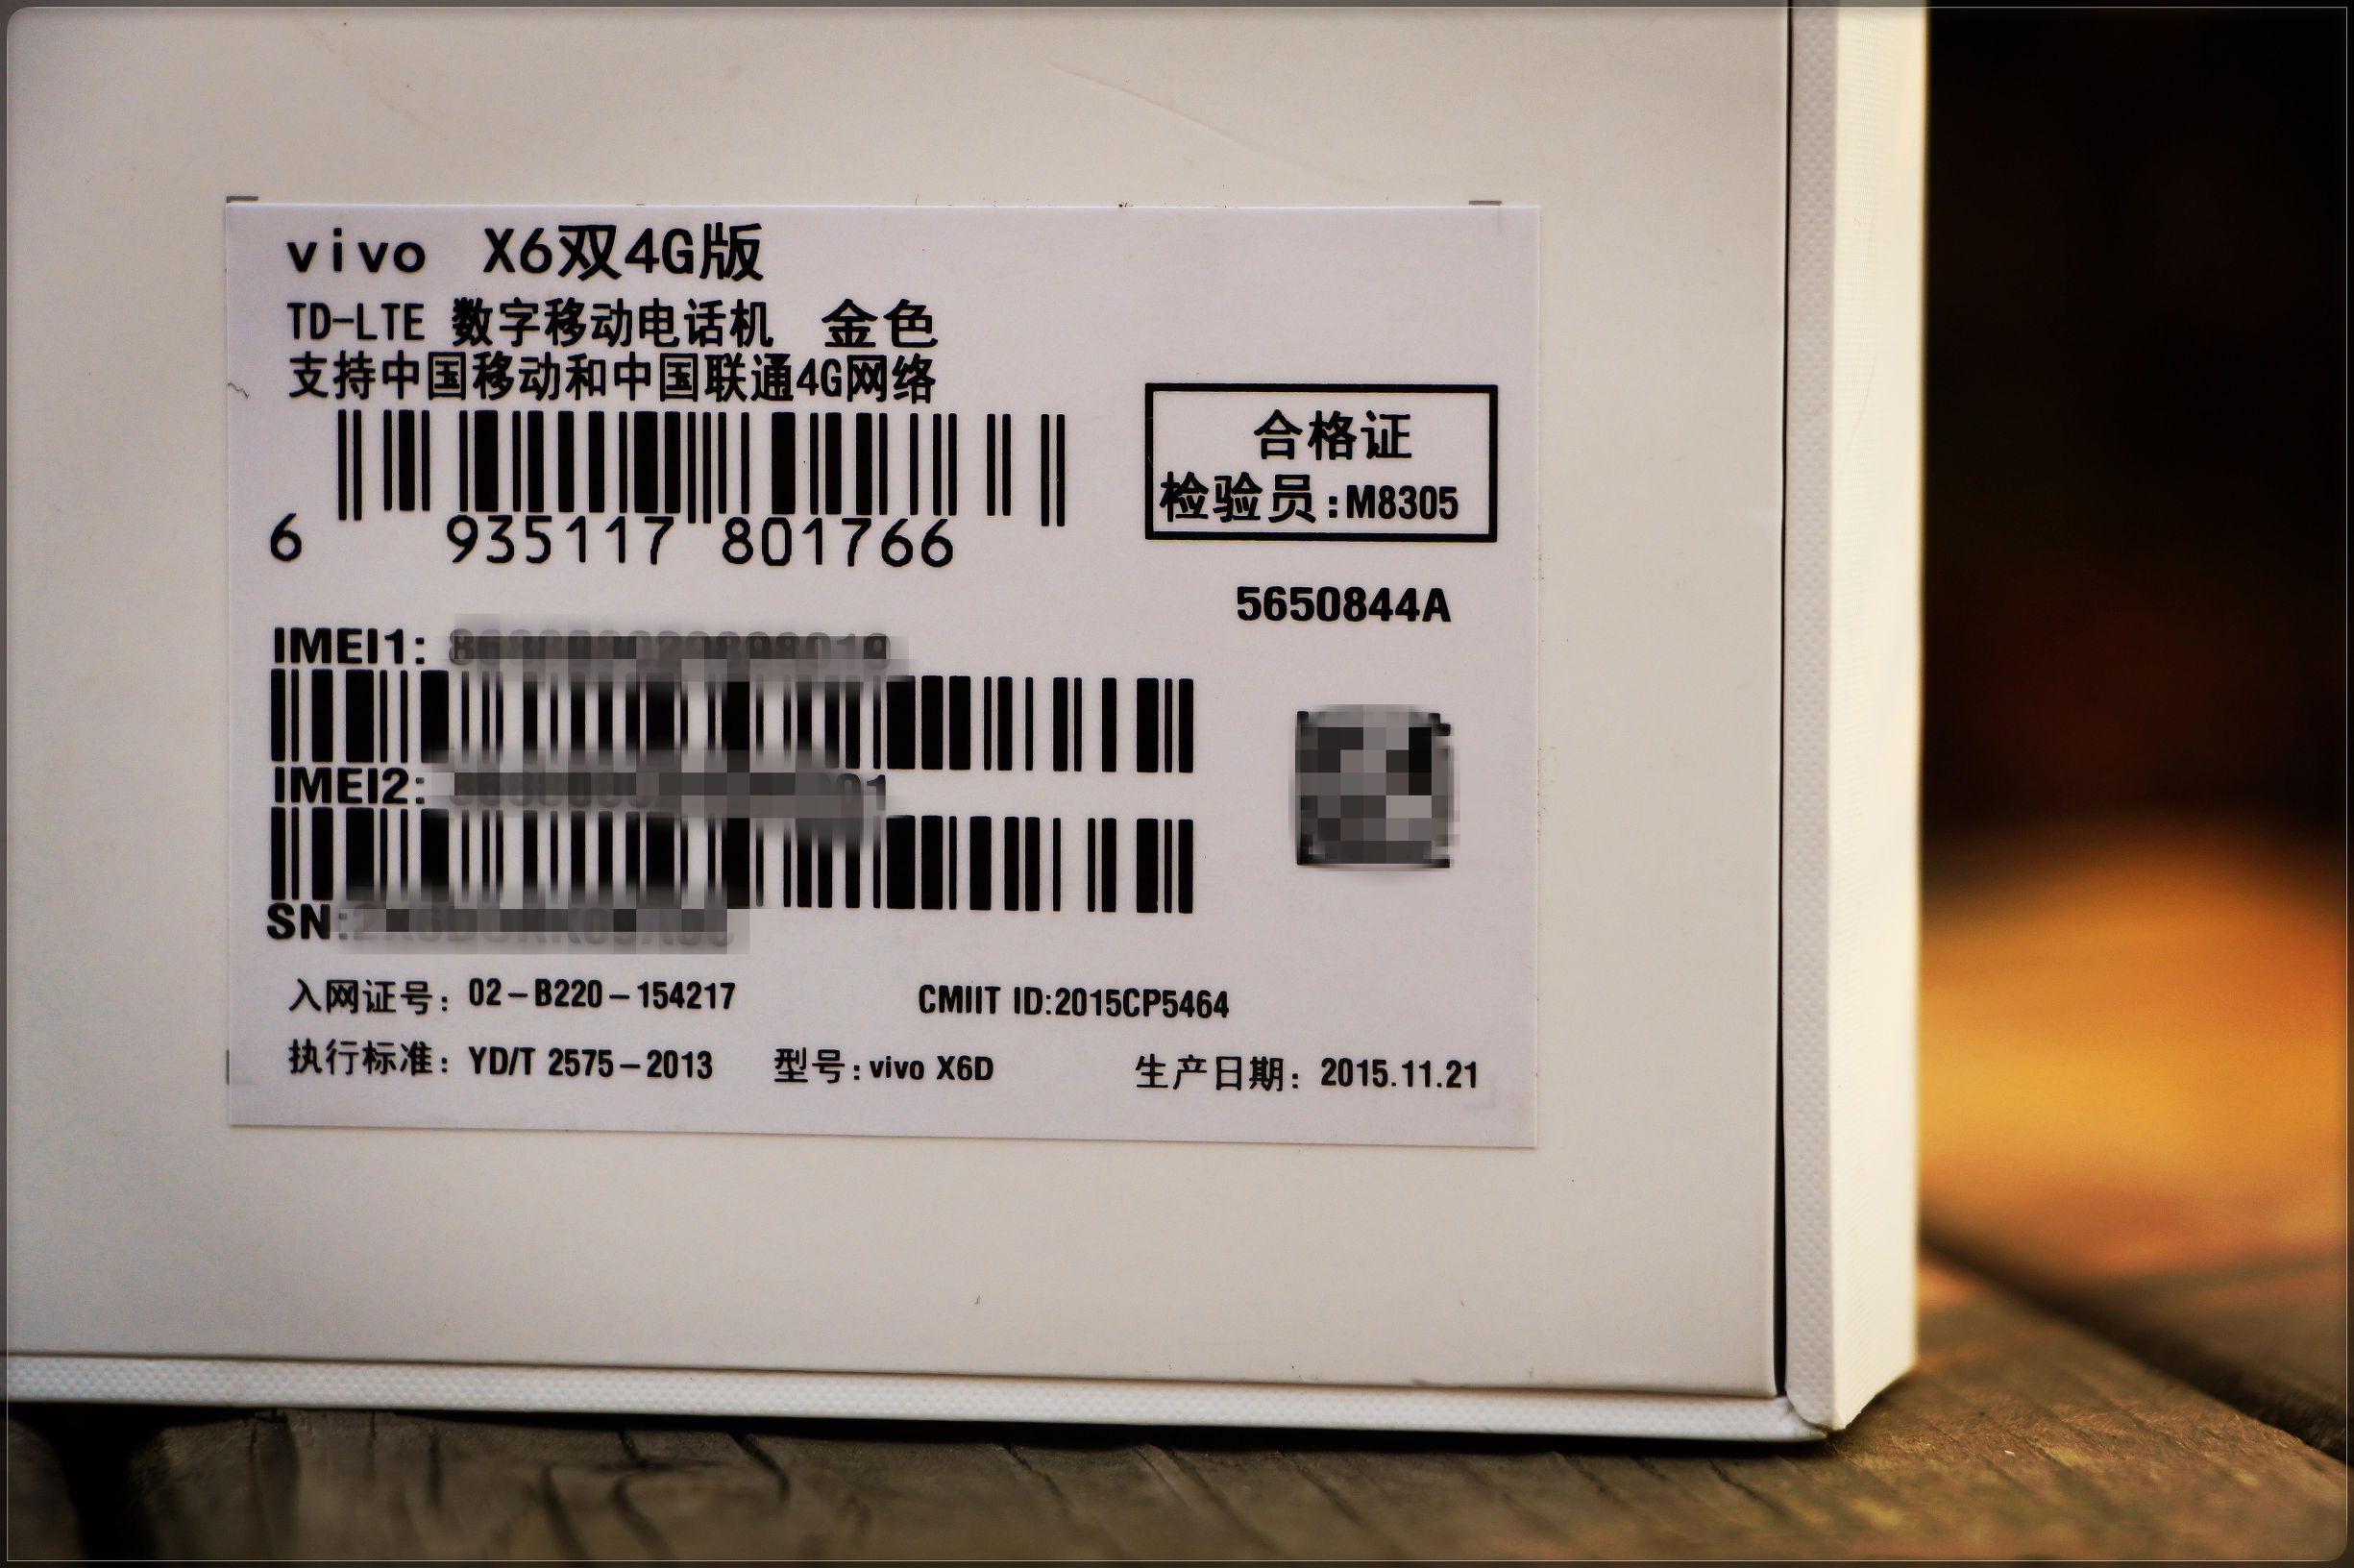 vivo X6双4G版
TD-LTE 数字移动电话机 金色
支持中国移动和中国联通4G网络
合格证
检验员:M8305
6 935117 801766
5650844A
IMEI1:
IMEI2:
SN:
入网证号: 02-B220-154217 CMIIT ID:2015CP5464
执行标准: YD/T 2575-2013 型号:vivo X6D 生产日期: 2015.11.21